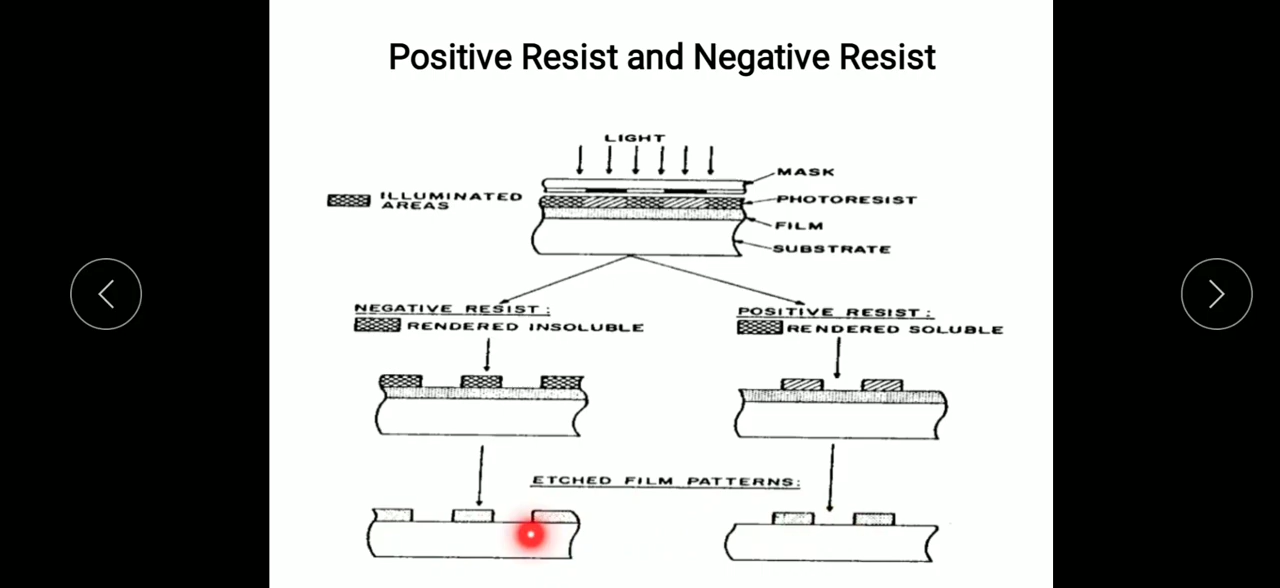 Positive Resist and Negative Resist
LIGHT
MASK
ILLUMINATED
AREAS
PHOTORESIST
FILM
SUBSTRATE
NEGATIVE RESIST:
RENDERED INSOLUBLE
POSITIVE RESIST:
RENDERED SOLUBLE
ETCHED FILM PATTERNS: